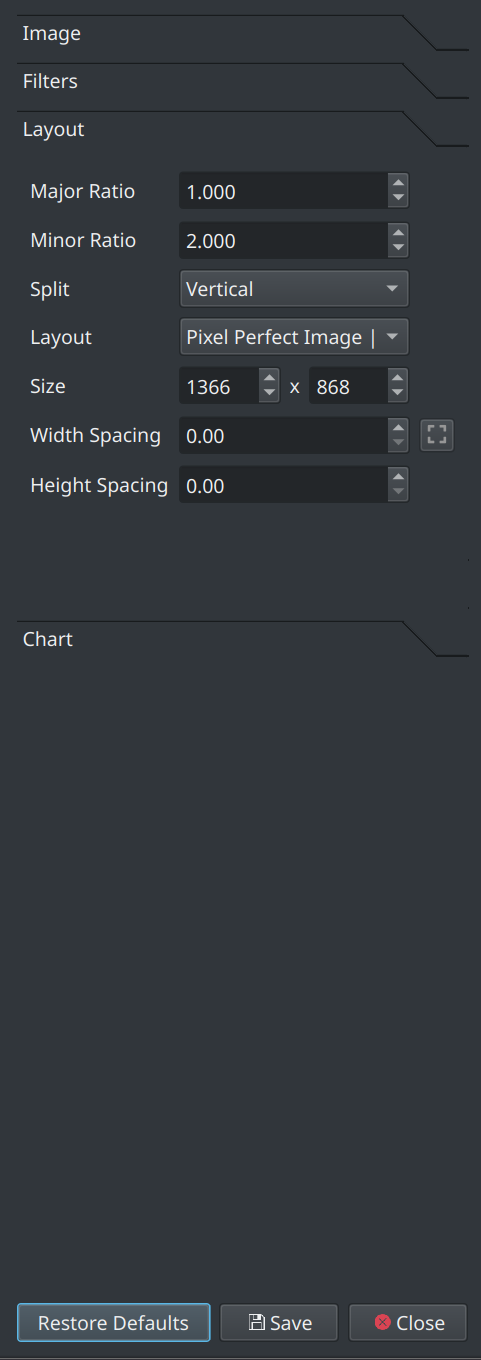 Image
Filters
Layout
Major Ratio 1.000
Minor Ratio 2.000
Split Vertical
Layout Pixel Perfect Image |
Size 1366 x 868
Width Spacing 0.00
Height Spacing 0.00
Chart
Restore Defaults Save Close